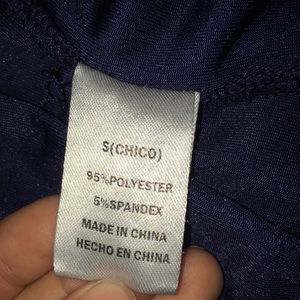 S(CHICO)
95%POLYESTER
5%SPANDEX
MADE IN CHINA
HECHO EN CHINA